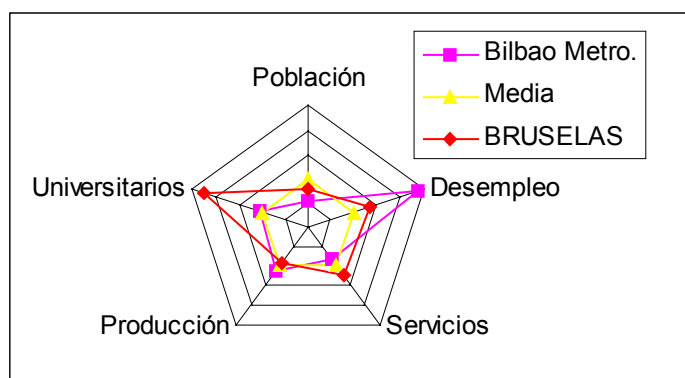 Bilbao Metro.
Media
BRUSELAS
Población
Universitarios
Desempleo
Producción
Servicios